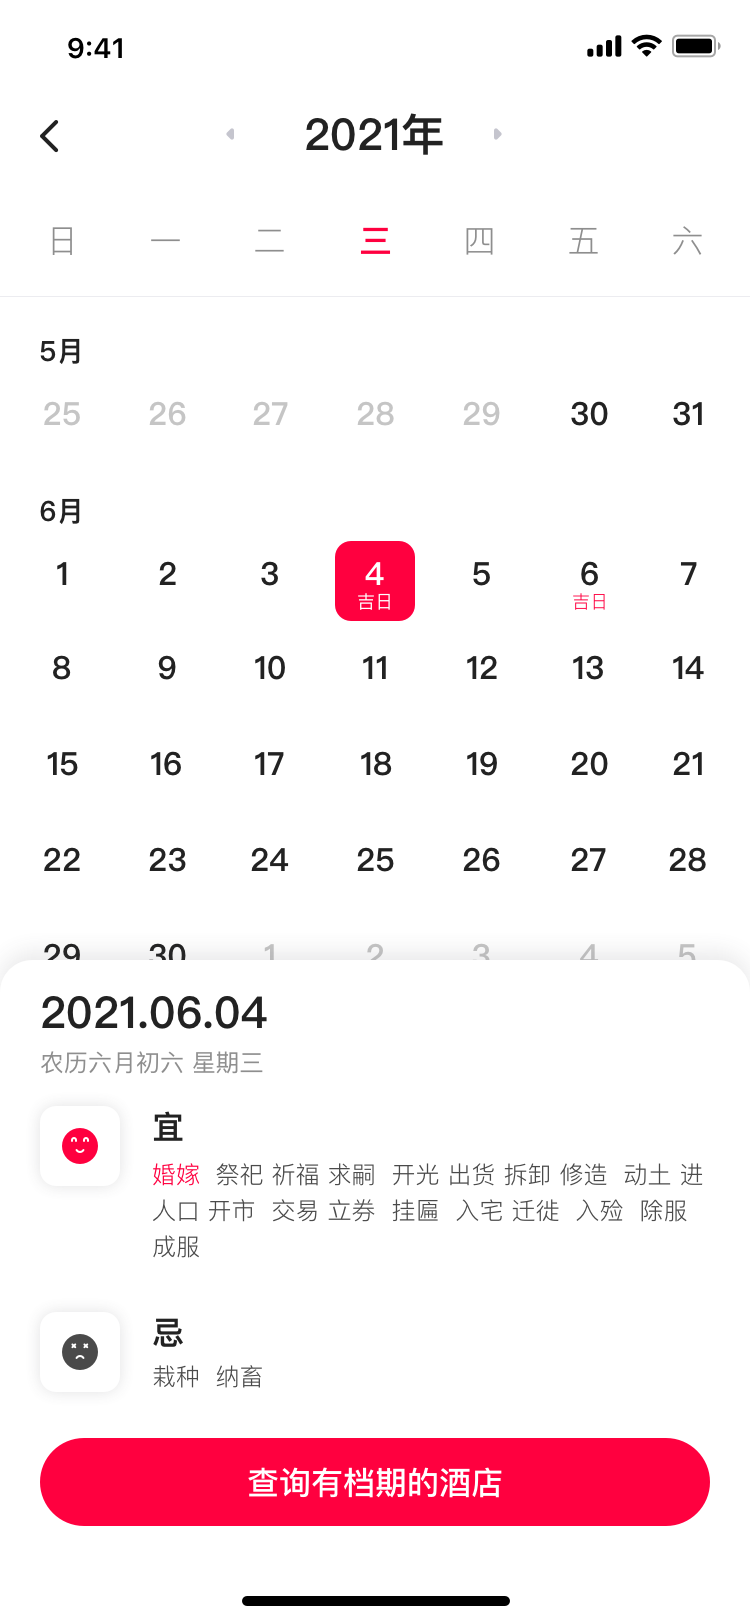 9:41
2021年
日 一 二 三 四 五 六
5月
25 26 27 28 29 30 31
6月
1 2 3 4 5 6 7
吉日 吉日
8 9 10 11 12 13 14
15 16 17 18 19 20 21
22 23 24 25 26 27 28
29 30 1 2 3 4 5
2021.06.04
农历六月初六 星期三
宜
婚嫁 祭祀 祈福 求嗣 开光 出货 拆卸 修造 动土 进
人口 开市 交易 立券 挂匾 入宅 迁徙 入殓 除服
成服
忌
栽种 纳畜
查询有档期的酒店